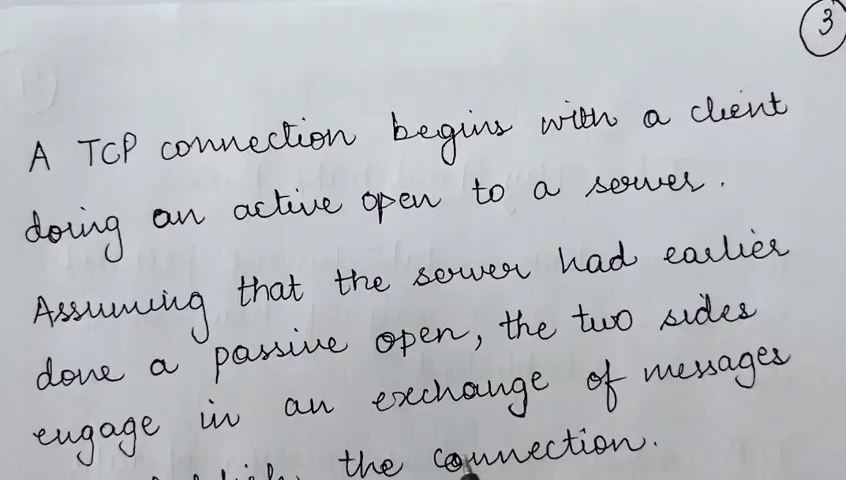 3
A TCP connection begins with a client
doing an active open to a server.
Assuming that the server had earlier
done a passive open, the two sides
engage in an exchange of messages
the connection.